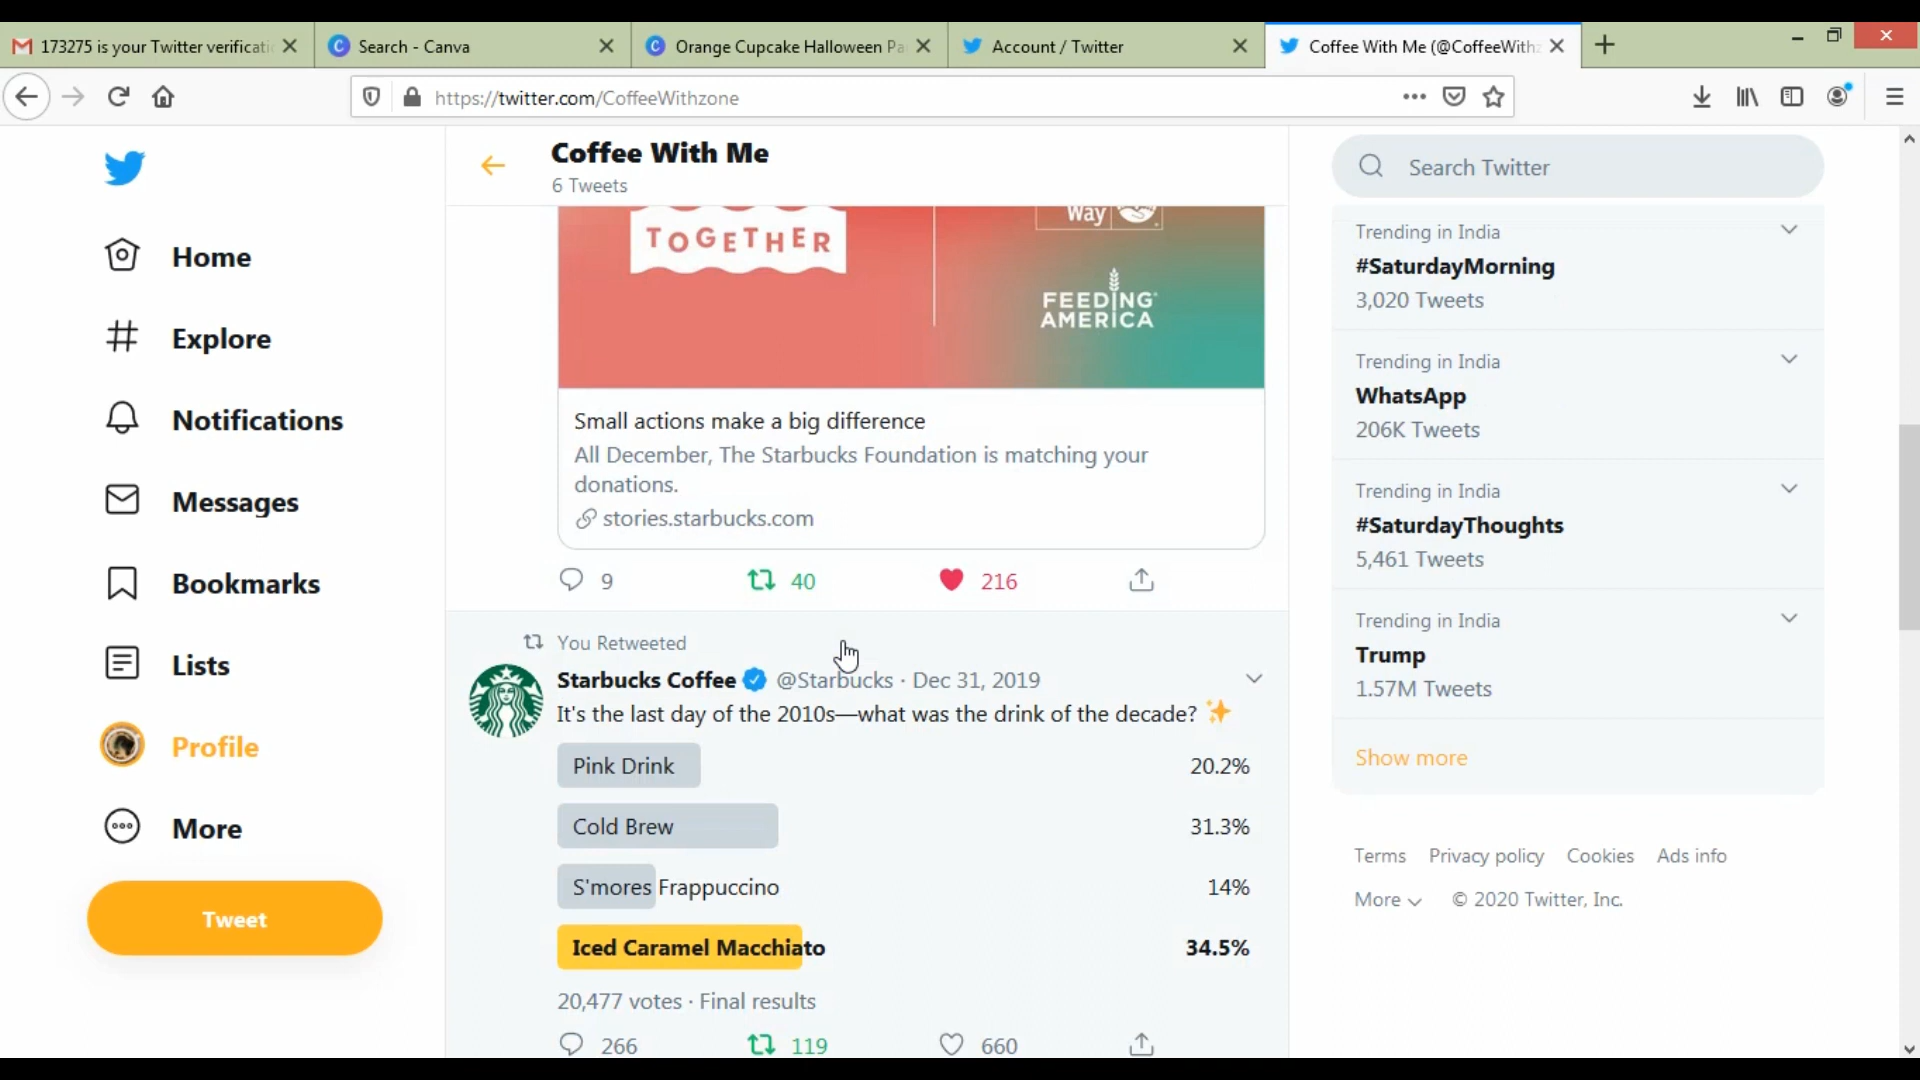 173275 is your Twitter verificati
Search - Canva
Orange Cupcake Halloween Pa
Account / Twitter
Coffee With Me (@CoffeeWithz
https://twitter.com/CoffeeWithzone
Home
Explore
Notifications
Messages
Bookmarks
Lists
Profile
More
Tweet
Coffee With Me
6 Tweets
TOGETHER
Way
FEEDING
AMERICA
Small actions make a big difference
All December, The Starbucks Foundation is matching your
donations.
stories.starbucks.com
9 40 216
You Retweeted
Starbucks Coffee @Starbucks · Dec 31, 2019
It's the last day of the 2010s—what was the drink of the decade? ✨
Pink Drink 20.2%
Cold Brew 31.3%
S'mores Frappuccino 14%
Iced Caramel Macchiato 34.5%
20,477 votes · Final results
266 119 660
Search Twitter
Trending in India
#SaturdayMorning
3,020 Tweets
Trending in India
WhatsApp
206K Tweets
Trending in India
#SaturdayThoughts
5,461 Tweets
Trending in India
Trump
1.57M Tweets
Show more
Terms Privacy policy Cookies Ads info
More © 2020 Twitter, Inc.